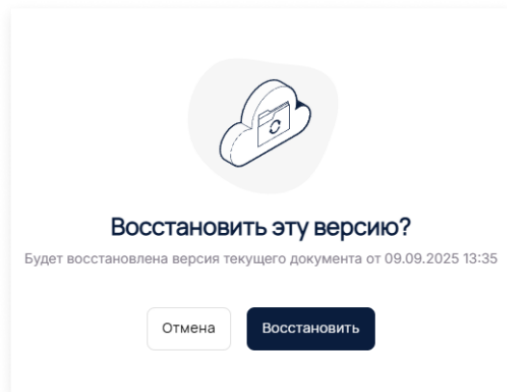 Восстановить эту версию?
Будет восстановлена версия текущего документа от 09.09.2025 13:35
Отмена
Восстановить